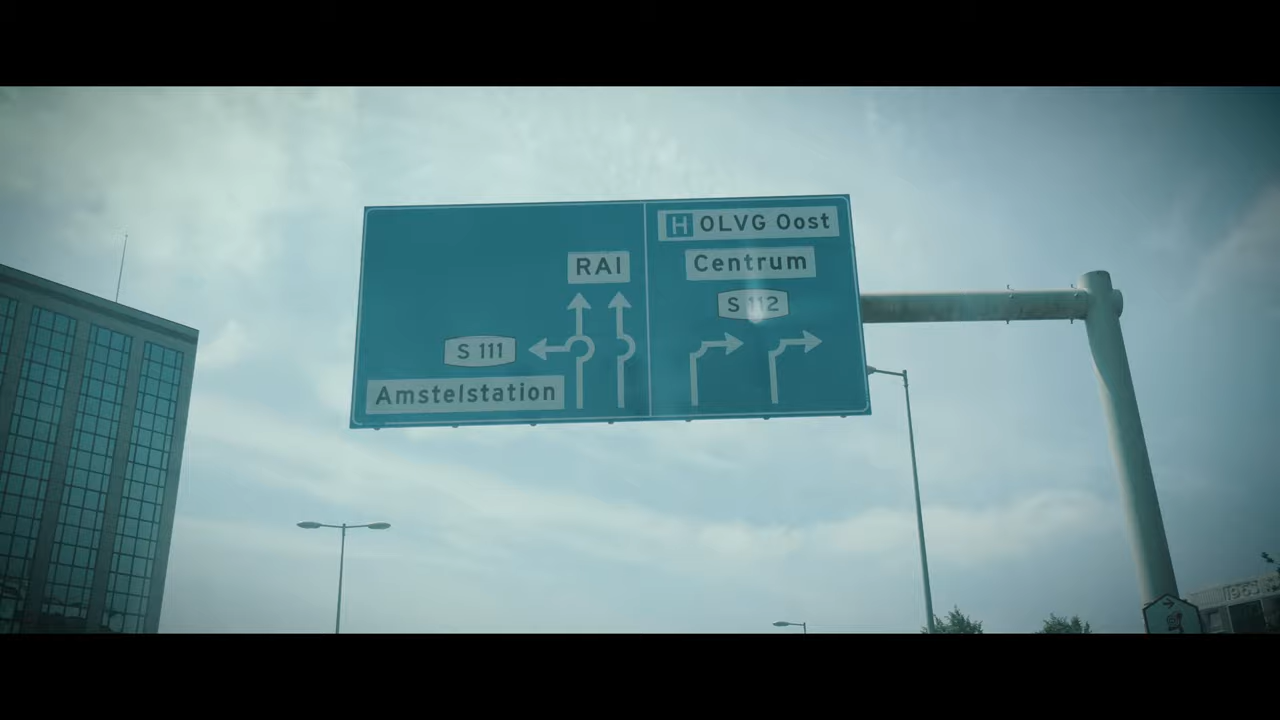 RAI
S 111
Amstelstation
H OLVG Oost
Centrum
S 112